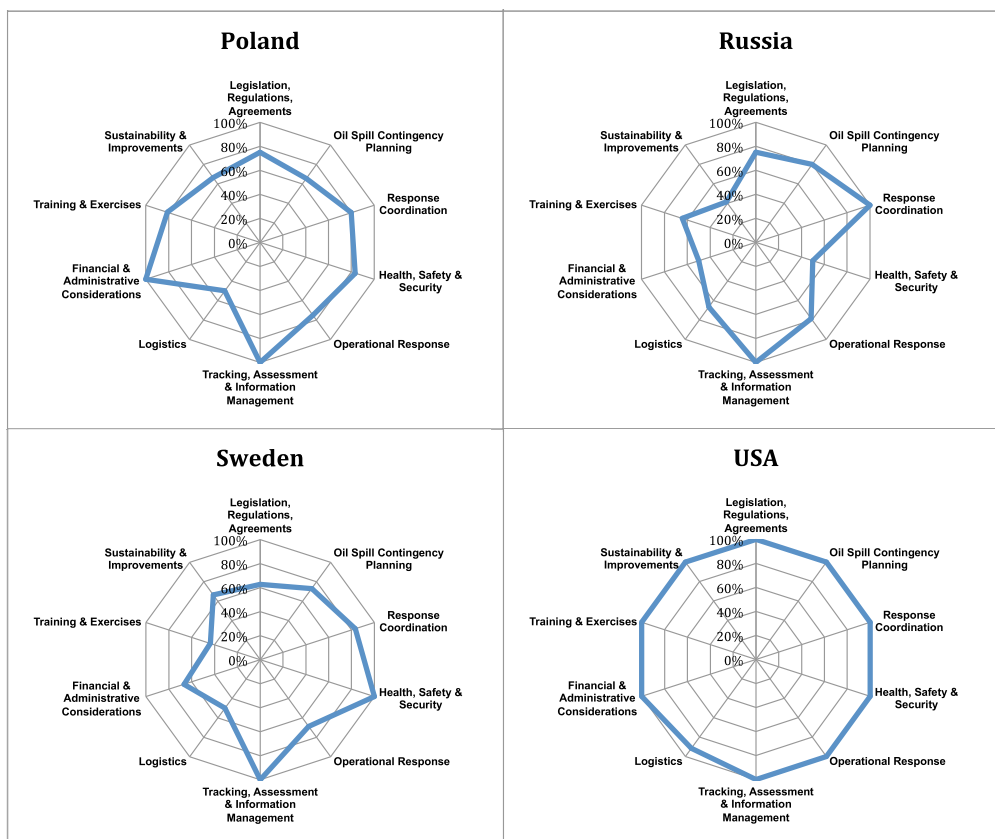 Poland
Legislation,
Regulations,
Agreements
100%
80%
60%
40%
20%
0%
Oil Spill Contingency
Planning
Response
Coordination
Health, Safety &
Security
Operational Response
Tracking, Assessment
& Information
Management
Logistics
Financial &
Administrative
Considerations
Training & Exercises
Sustainability &
Improvements
Russia
Legislation,
Regulations,
Agreements
100%
80%
60%
40%
20%
0%
Oil Spill Contingency
Planning
Response
Coordination
Health, Safety &
Security
Operational Response
Tracking, Assessment
& Information
Management
Logistics
Financial &
Administrative
Considerations
Training & Exercises
Sustainability &
Improvements
Sweden
Legislation,
Regulations,
Agreements
100%
80%
60%
40%
20%
0%
Oil Spill Contingency
Planning
Response
Coordination
Health, Safety &
Security
Operational Response
Tracking, Assessment
& Information
Management
Logistics
Financial &
Administrative
Considerations
Training & Exercises
Sustainability &
Improvements
USA
Legislation,
Regulations,
Agreements
100%
80%
60%
40%
20%
0%
Oil Spill Contingency
Planning
Response
Coordination
Health, Safety &
Security
Operational Response
Tracking, Assessment
& Information
Management
Logistics
Financial &
Administrative
Considerations
Training & Exercises
Sustainability &
Improvements